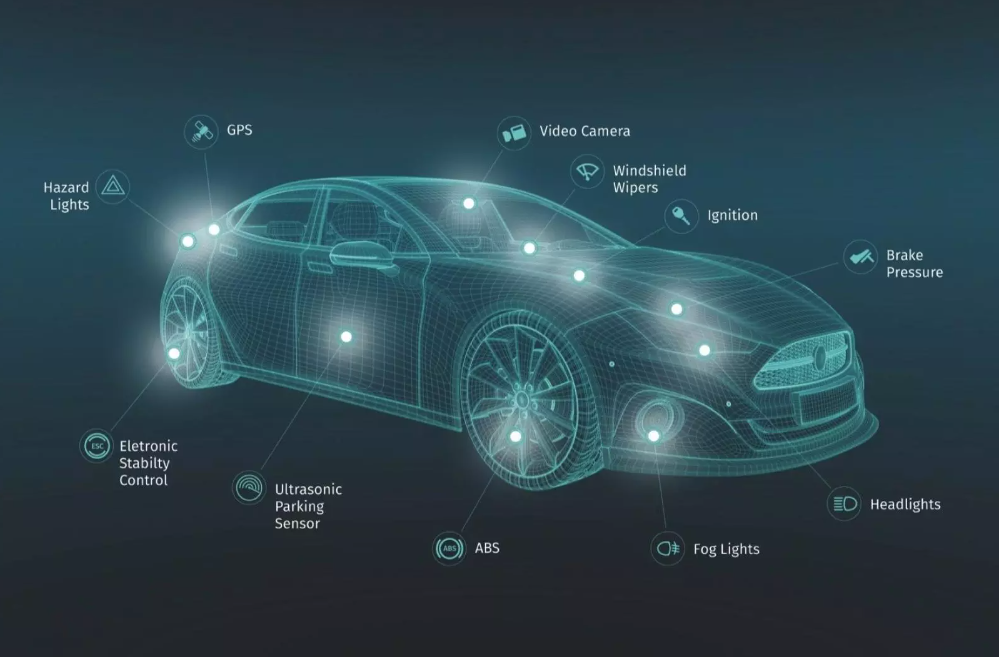 GPS
Video Camera
Hazard
Lights
Windshield
Wipers
Ignition
Brake
Pressure
ESC
Eletronic
Stabilty
Control
Ultrasonic
Parking
Sensor
ABS
ABS
Fog Lights
Headlights